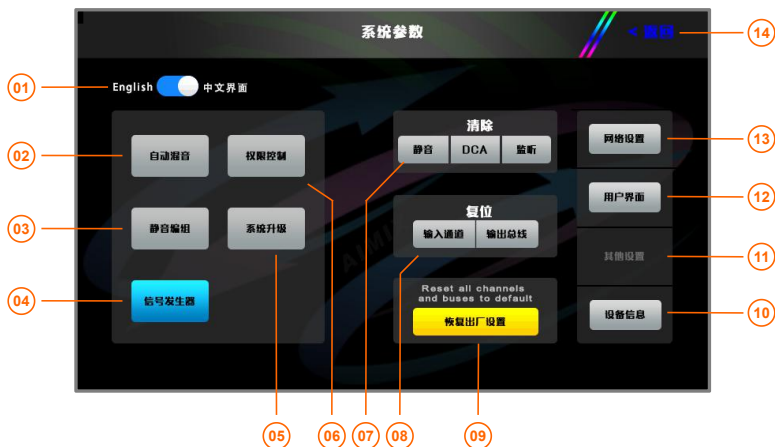 系统参数
14
01
English 中文界面
清除
静音 DCA 监听
网络设置
13
02
自动混音
权限控制
用户界面
12
复位
输入通道 输出总线
03
静音编组
系统升级
其他设置
11
Reset all channels
and buses to default
恢复出厂设置
04
信号发生器
设备信息
10
05
06
07
08
09